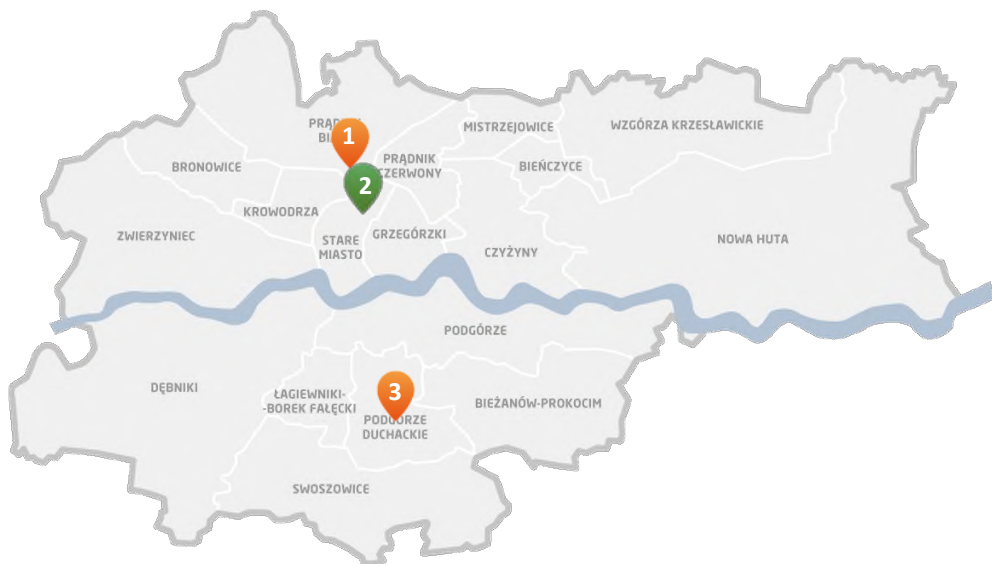 1
MISTRZEJOWICE
WZGÓRZA KRZESŁAWICKIE
BRONOWICE
PRĄDNIK
BIEŃCZYCE
2
KROWODRZA
ZWIERZYNIEC
STARE
MIASTO
GRZEGÓRZKI
CZYŻYNY
NOWA HUTA
PODGÓRZE
DĘBNIKI
ŁAGIEWNIKI-
-BOREK FAŁĘCKI
3
PODGÓRZE
DUCHACKIE
BIEŻANÓW-PROKOCIM
SWOSZOWICE